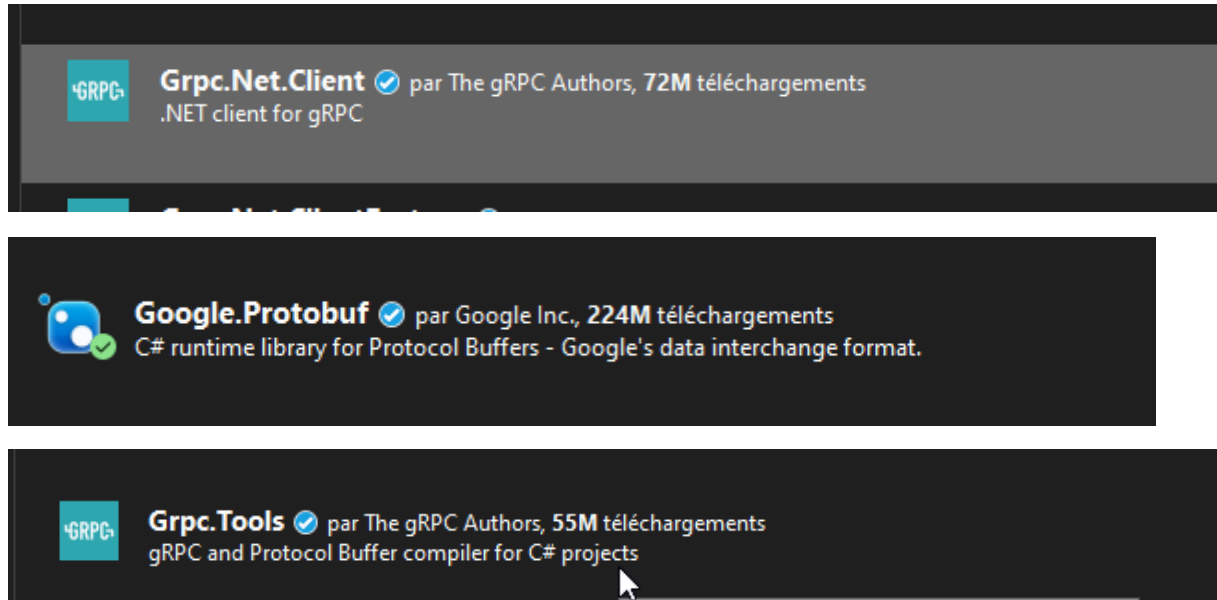 GRPC
Grpc.Net.Client par The gRPC Authors, 72M téléchargements
.NET client for gRPC
Google.Protobuf par Google Inc., 224M téléchargements
C# runtime library for Protocol Buffers - Google's data interchange format.
GRPC
Grpc.Tools par The gRPC Authors, 55M téléchargements
gRPC and Protocol Buffer compiler for C# projects